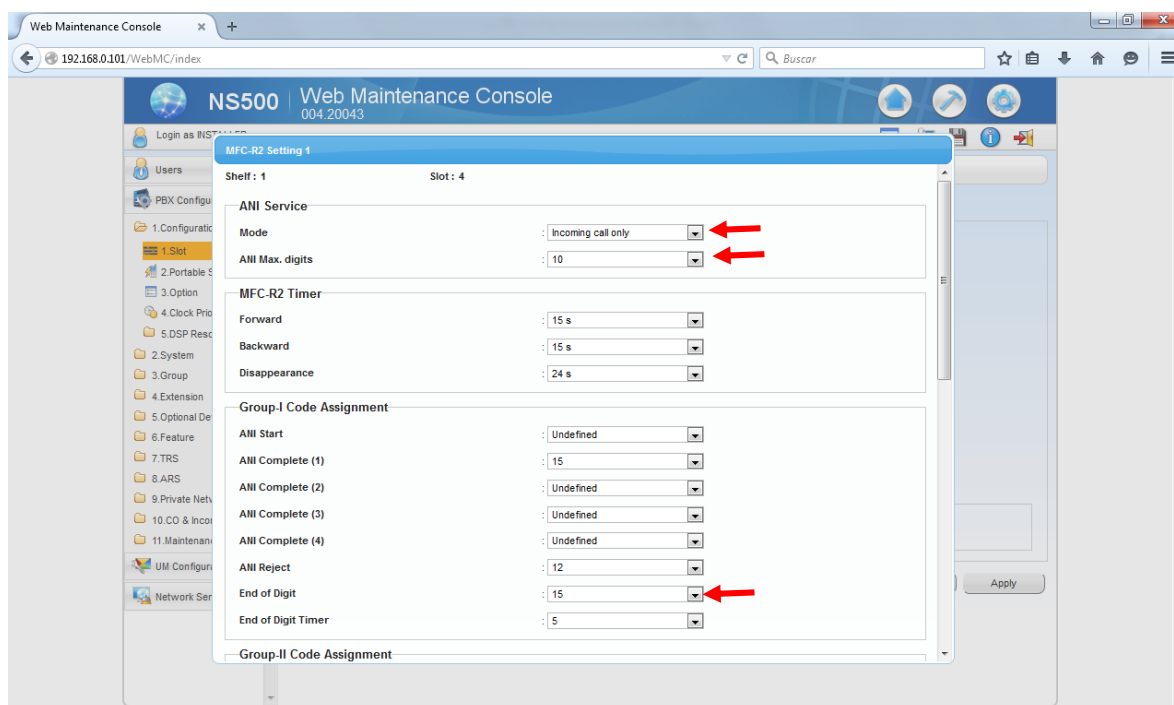 Web Maintenance Console
192.168.0.101/WebMC/index
Buscar
NS500 Web Maintenance Console
004.20043
Login as INSTALLER
Users
PBX Configu
1.Configuratic
1.Slot
2.Portable S
3.Option
4.Clock Prio
5.DSP Resc
2.System
3.Group
4.Extension
5.Optional De
6.Feature
7.TRS
8.ARS
9.Private Netw
10.CO & Incor
11.Maintenan
UM Configura
Network Ser
MFC-R2 Setting 1
Shelf : 1 Slot : 4
ANI Service
Mode : Incoming call only
ANI Max. digits : 10
MFC-R2 Timer
Forward : 15 s
Backward : 15 s
Disappearance : 24 s
Group-I Code Assignment
ANI Start : Undefined
ANI Complete (1) : 15
ANI Complete (2) : Undefined
ANI Complete (3) : Undefined
ANI Complete (4) : Undefined
ANI Reject : 12
End of Digit : 15
End of Digit Timer : 5
Group-II Code Assignment
Apply